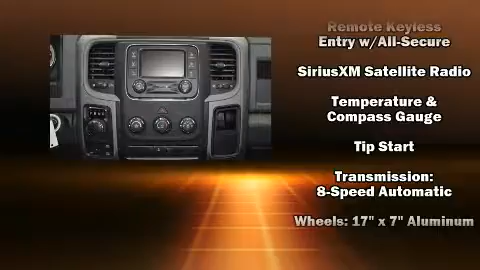 Remote Keyless
Entry w/All-Secure
SiriusXM Satellite Radio
Temperature &
Compass Gauge
Tip Start
Transmission:
8-Speed Automatic
Wheels: 17" x 7" Aluminum